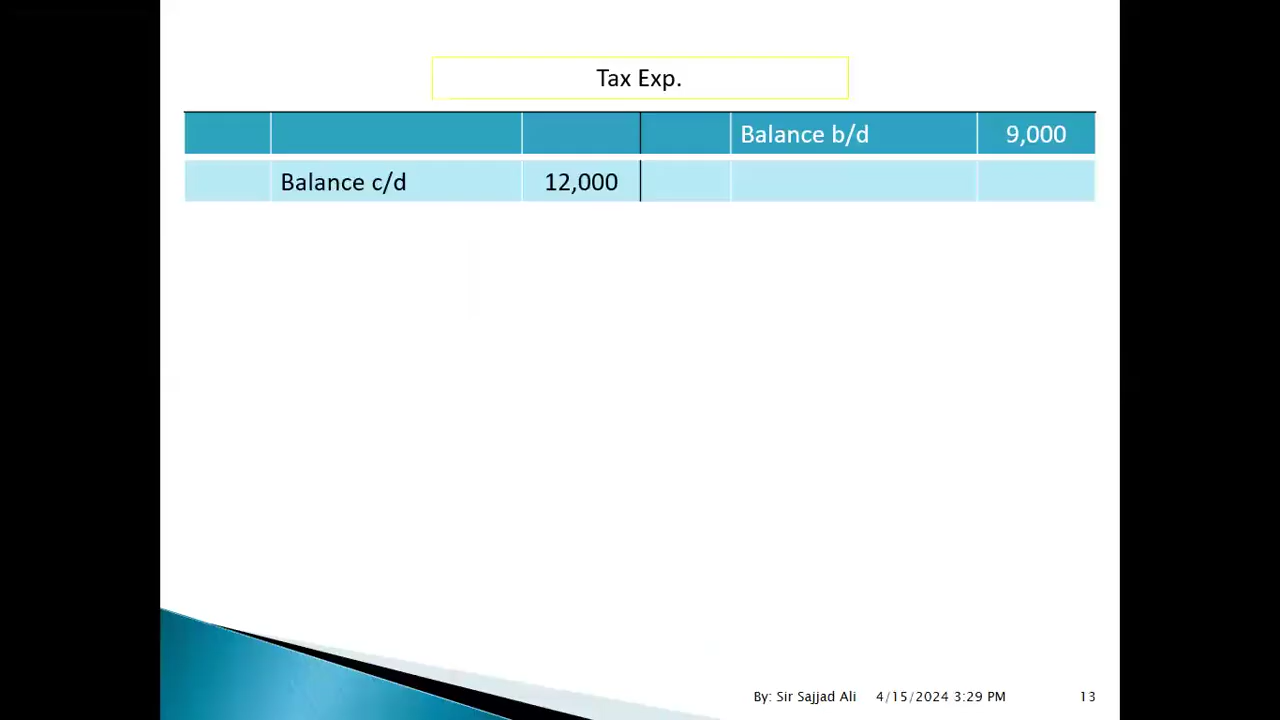 Tax Exp.
Balance b/d 9,000
Balance c/d 12,000
By: Sir Sajjad Ali 4/15/2024 3:29 PM 13